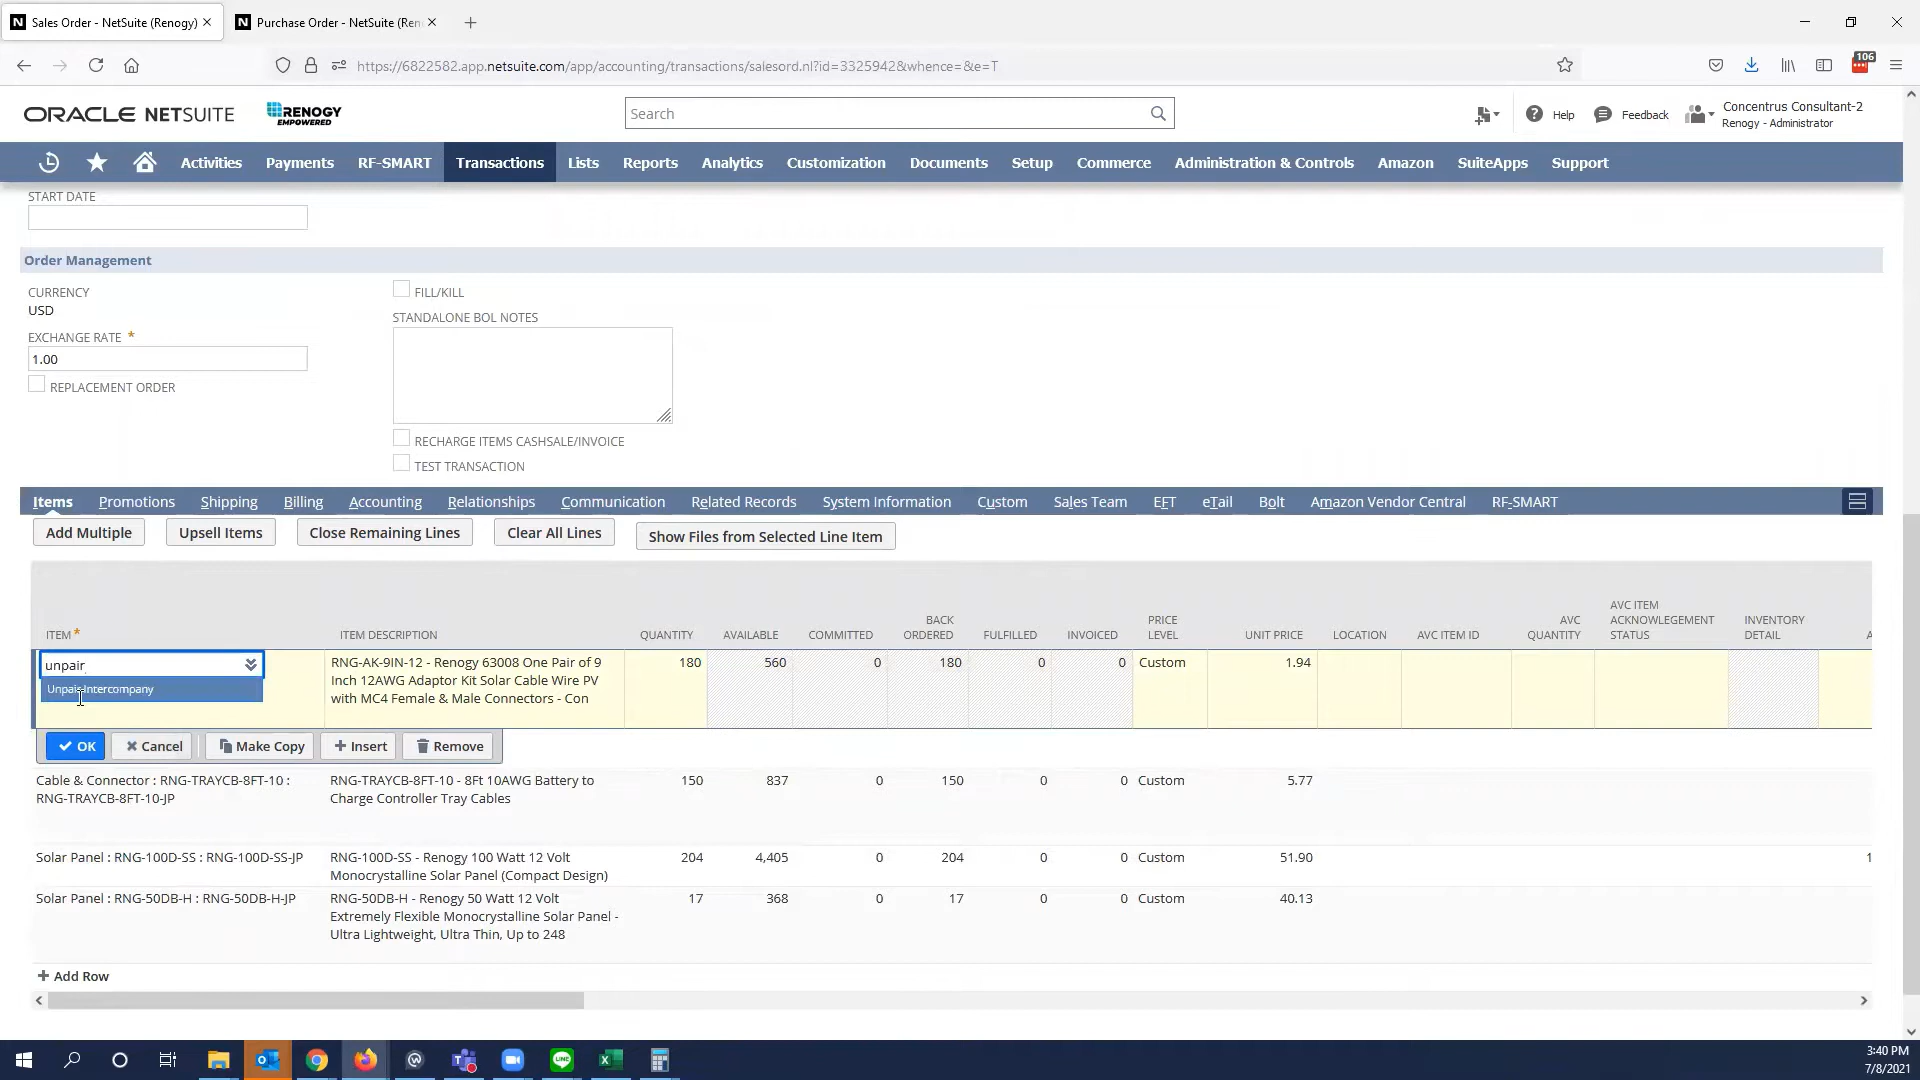 N Sales Order - NetSuite (Renogy) ×
N Purchase Order - NetSuite (Ren ×
https://6822582.app.netsuite.com/app/accounting/transactions/salesord.nl?id=3325942&whence=&e=T
106
ORACLE NETSUITE
RENOGY
EMPOWERED
Search
Help
Feedback
Concentrus Consultant-2
Renogy - Administrator
Activities Payments RF-SMART Transactions Lists Reports Analytics Customization Documents Setup Commerce Administration & Controls Amazon SuiteApps Support
START DATE
Order Management
CURRENCY
USD
EXCHANGE RATE *
1.00
REPLACEMENT ORDER
FILL/KILL
STANDALONE BOL NOTES
RECHARGE ITEMS CASHSALE/INVOICE
TEST TRANSACTION
Items Promotions Shipping Billing Accounting Relationships Communication Related Records System Information Custom Sales Team EFT eTail Bolt Amazon Vendor Central RF-SMART
Add Multiple Upsell Items Close Remaining Lines Clear All Lines Show Files from Selected Line Item
ITEM *
ITEM DESCRIPTION
QUANTITY
AVAILABLE
COMMITTED
BACK
ORDERED
FULFILLED
INVOICED
PRICE
LEVEL
UNIT PRICE
LOCATION
AVC ITEM ID
AVC
QUANTITY
AVC ITEM
ACKNOWLEGEMENT
STATUS
INVENTORY
DETAIL
A
unpair
Unpair Intercompany
RNG-AK-9IN-12 - Renogy 63008 One Pair of 9
Inch 12AWG Adaptor Kit Solar Cable Wire PV
with MC4 Female & Male Connectors - Con
180 560 0 180 0 0 Custom 1.94
OK Cancel Make Copy Insert Remove
Cable & Connector : RNG-TRAYCB-8FT-10 :
RNG-TRAYCB-8FT-10-JP
RNG-TRAYCB-8FT-10 - 8Ft 10AWG Battery to
Charge Controller Tray Cables
150 837 0 150 0 0 Custom 5.77
Solar Panel : RNG-100D-SS : RNG-100D-SS-JP
RNG-100D-SS - Renogy 100 Watt 12 Volt
Monocrystalline Solar Panel (Compact Design)
204 4,405 0 204 0 0 Custom 51.90 1
Solar Panel : RNG-50DB-H : RNG-50DB-H-JP
RNG-50DB-H - Renogy 50 Watt 12 Volt
Extremely Flexible Monocrystalline Solar Panel -
Ultra Lightweight, Ultra Thin, Up to 248
17 368 0 17 0 0 Custom 40.13
Add Row
3:40 PM
7/8/2021